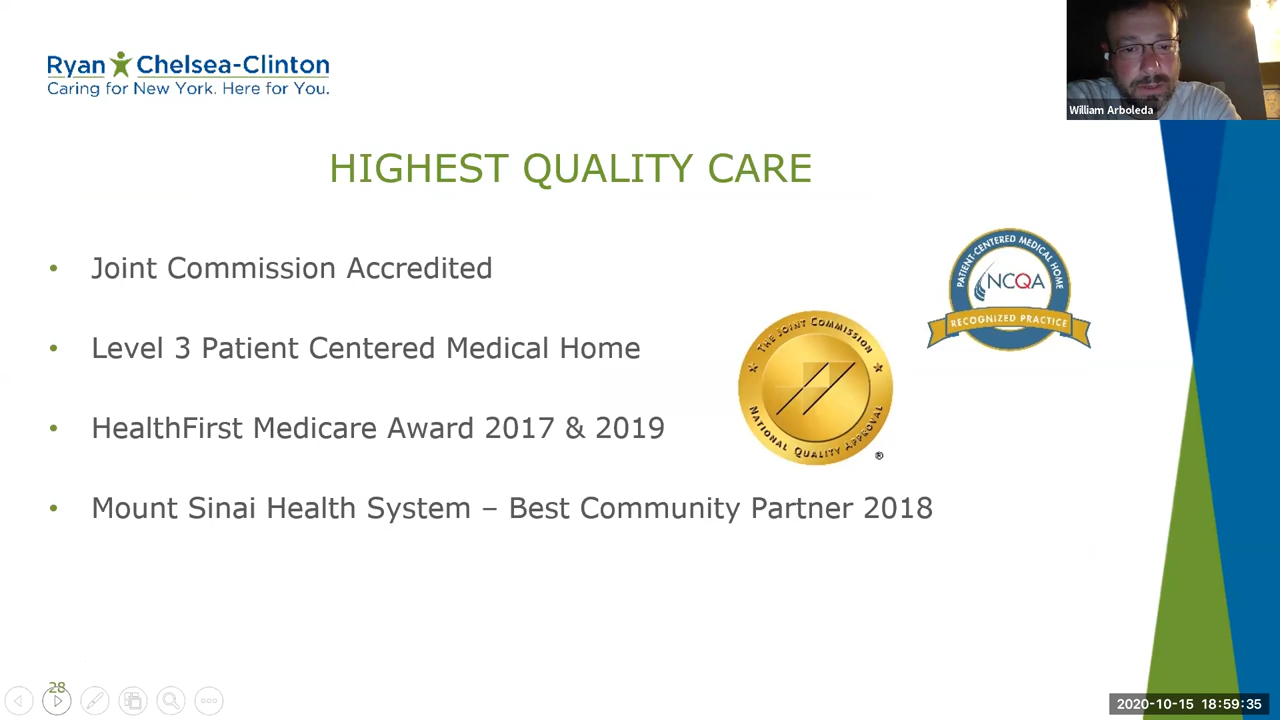 Ryan Chelsea-Clinton
Caring for New York. Here for You.
William Arboleda
HIGHEST QUALITY CARE
• Joint Commission Accredited
• Level 3 Patient Centered Medical Home
• HealthFirst Medicare Award 2017 & 2019
• Mount Sinai Health System – Best Community Partner 2018
PATIENT-CENTERED MEDICAL HOME
NCQA
RECOGNIZED PRACTICE
THE JOINT COMMISSION
NATIONAL QUALITY APPROVAL
®
28
2020-10-15 18:59:35